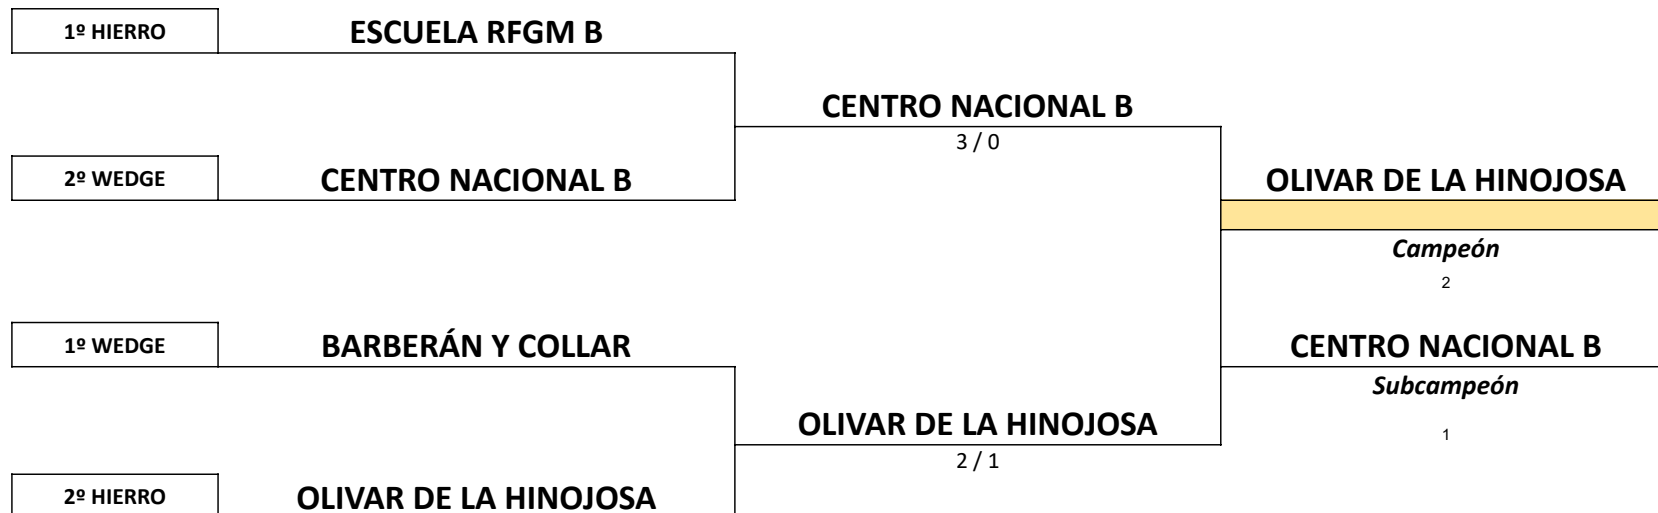 1º HIERRO ESCUELA RFGM B
CENTRO NACIONAL B
3 / 0
2º WEDGE CENTRO NACIONAL B OLIVAR DE LA HINOJOSA
Campeón
2
1º WEDGE BARBERÁN Y COLLAR CENTRO NACIONAL B
Subcampeón
OLIVAR DE LA HINOJOSA 1
2 / 1
2º HIERRO OLIVAR DE LA HINOJOSA